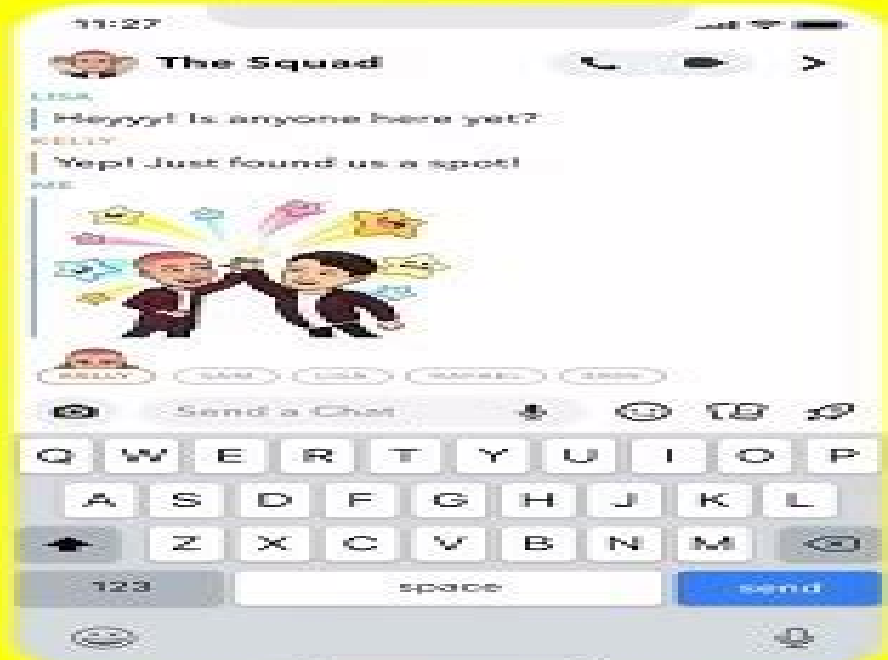 11:27
The Squad
LISA
Heyyy! Is anyone here yet?
KELLY
Yep! Just found us a spot!
ME
KELLY SAM LISA
Send a Chat
Q W E R T Y U I O P
A S D F G H J K L
Z X C V B N M
123 space send